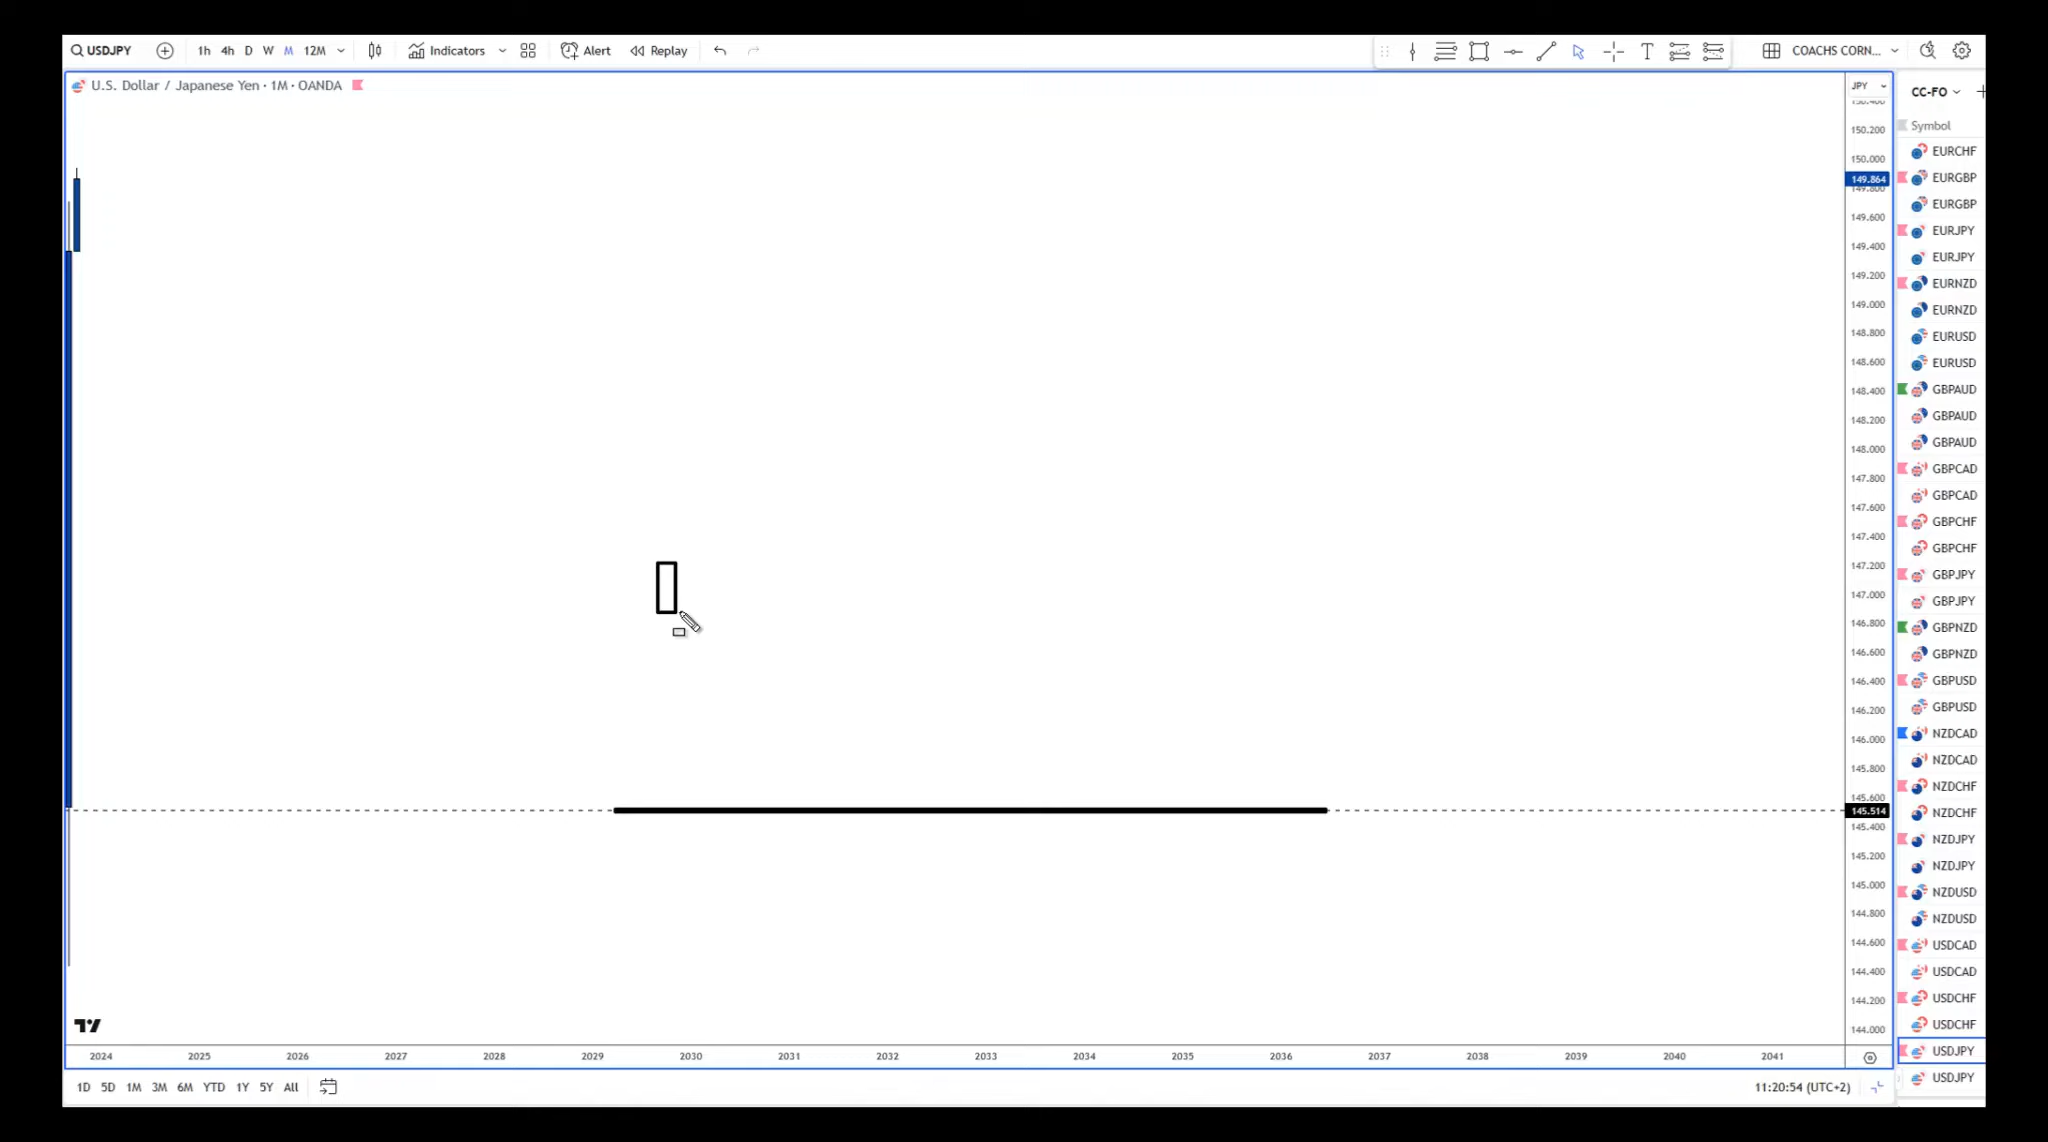 USDJPY 1h 4h D W M 12M Indicators Alert Replay COACHS CORN...
U.S. Dollar / Japanese Yen · 1M · OANDA
JPY
150.200
150.000
149.864
149.800
149.600
149.400
149.200
149.000
148.800
148.600
148.400
148.200
148.000
147.800
147.600
147.400
147.200
147.000
146.800
146.600
146.400
146.200
146.000
145.800
145.600
145.514
145.400
145.200
145.000
144.800
144.600
144.400
144.200
144.000
CC-FO
Symbol
EURCHF
EURGBP
EURGBP
EURJPY
EURJPY
EURNZD
EURNZD
EURUSD
EURUSD
GBPAUD
GBPAUD
GBPAUD
GBPCAD
GBPCAD
GBPCHF
GBPCHF
GBPJPY
GBPJPY
GBPNZD
GBPNZD
GBPUSD
GBPUSD
NZDCAD
NZDCAD
NZDCHF
NZDCHF
NZDJPY
NZDJPY
NZDUSD
NZDUSD
USDCAD
USDCAD
USDCHF
USDCHF
USDJPY
USDJPY
2024 2025 2026 2027 2028 2029 2030 2031 2032 2033 2034 2035 2036 2037 2038 2039 2040 2041
1D 5D 1M 3M 6M YTD 1Y 5Y All 11:20:54 (UTC+2)